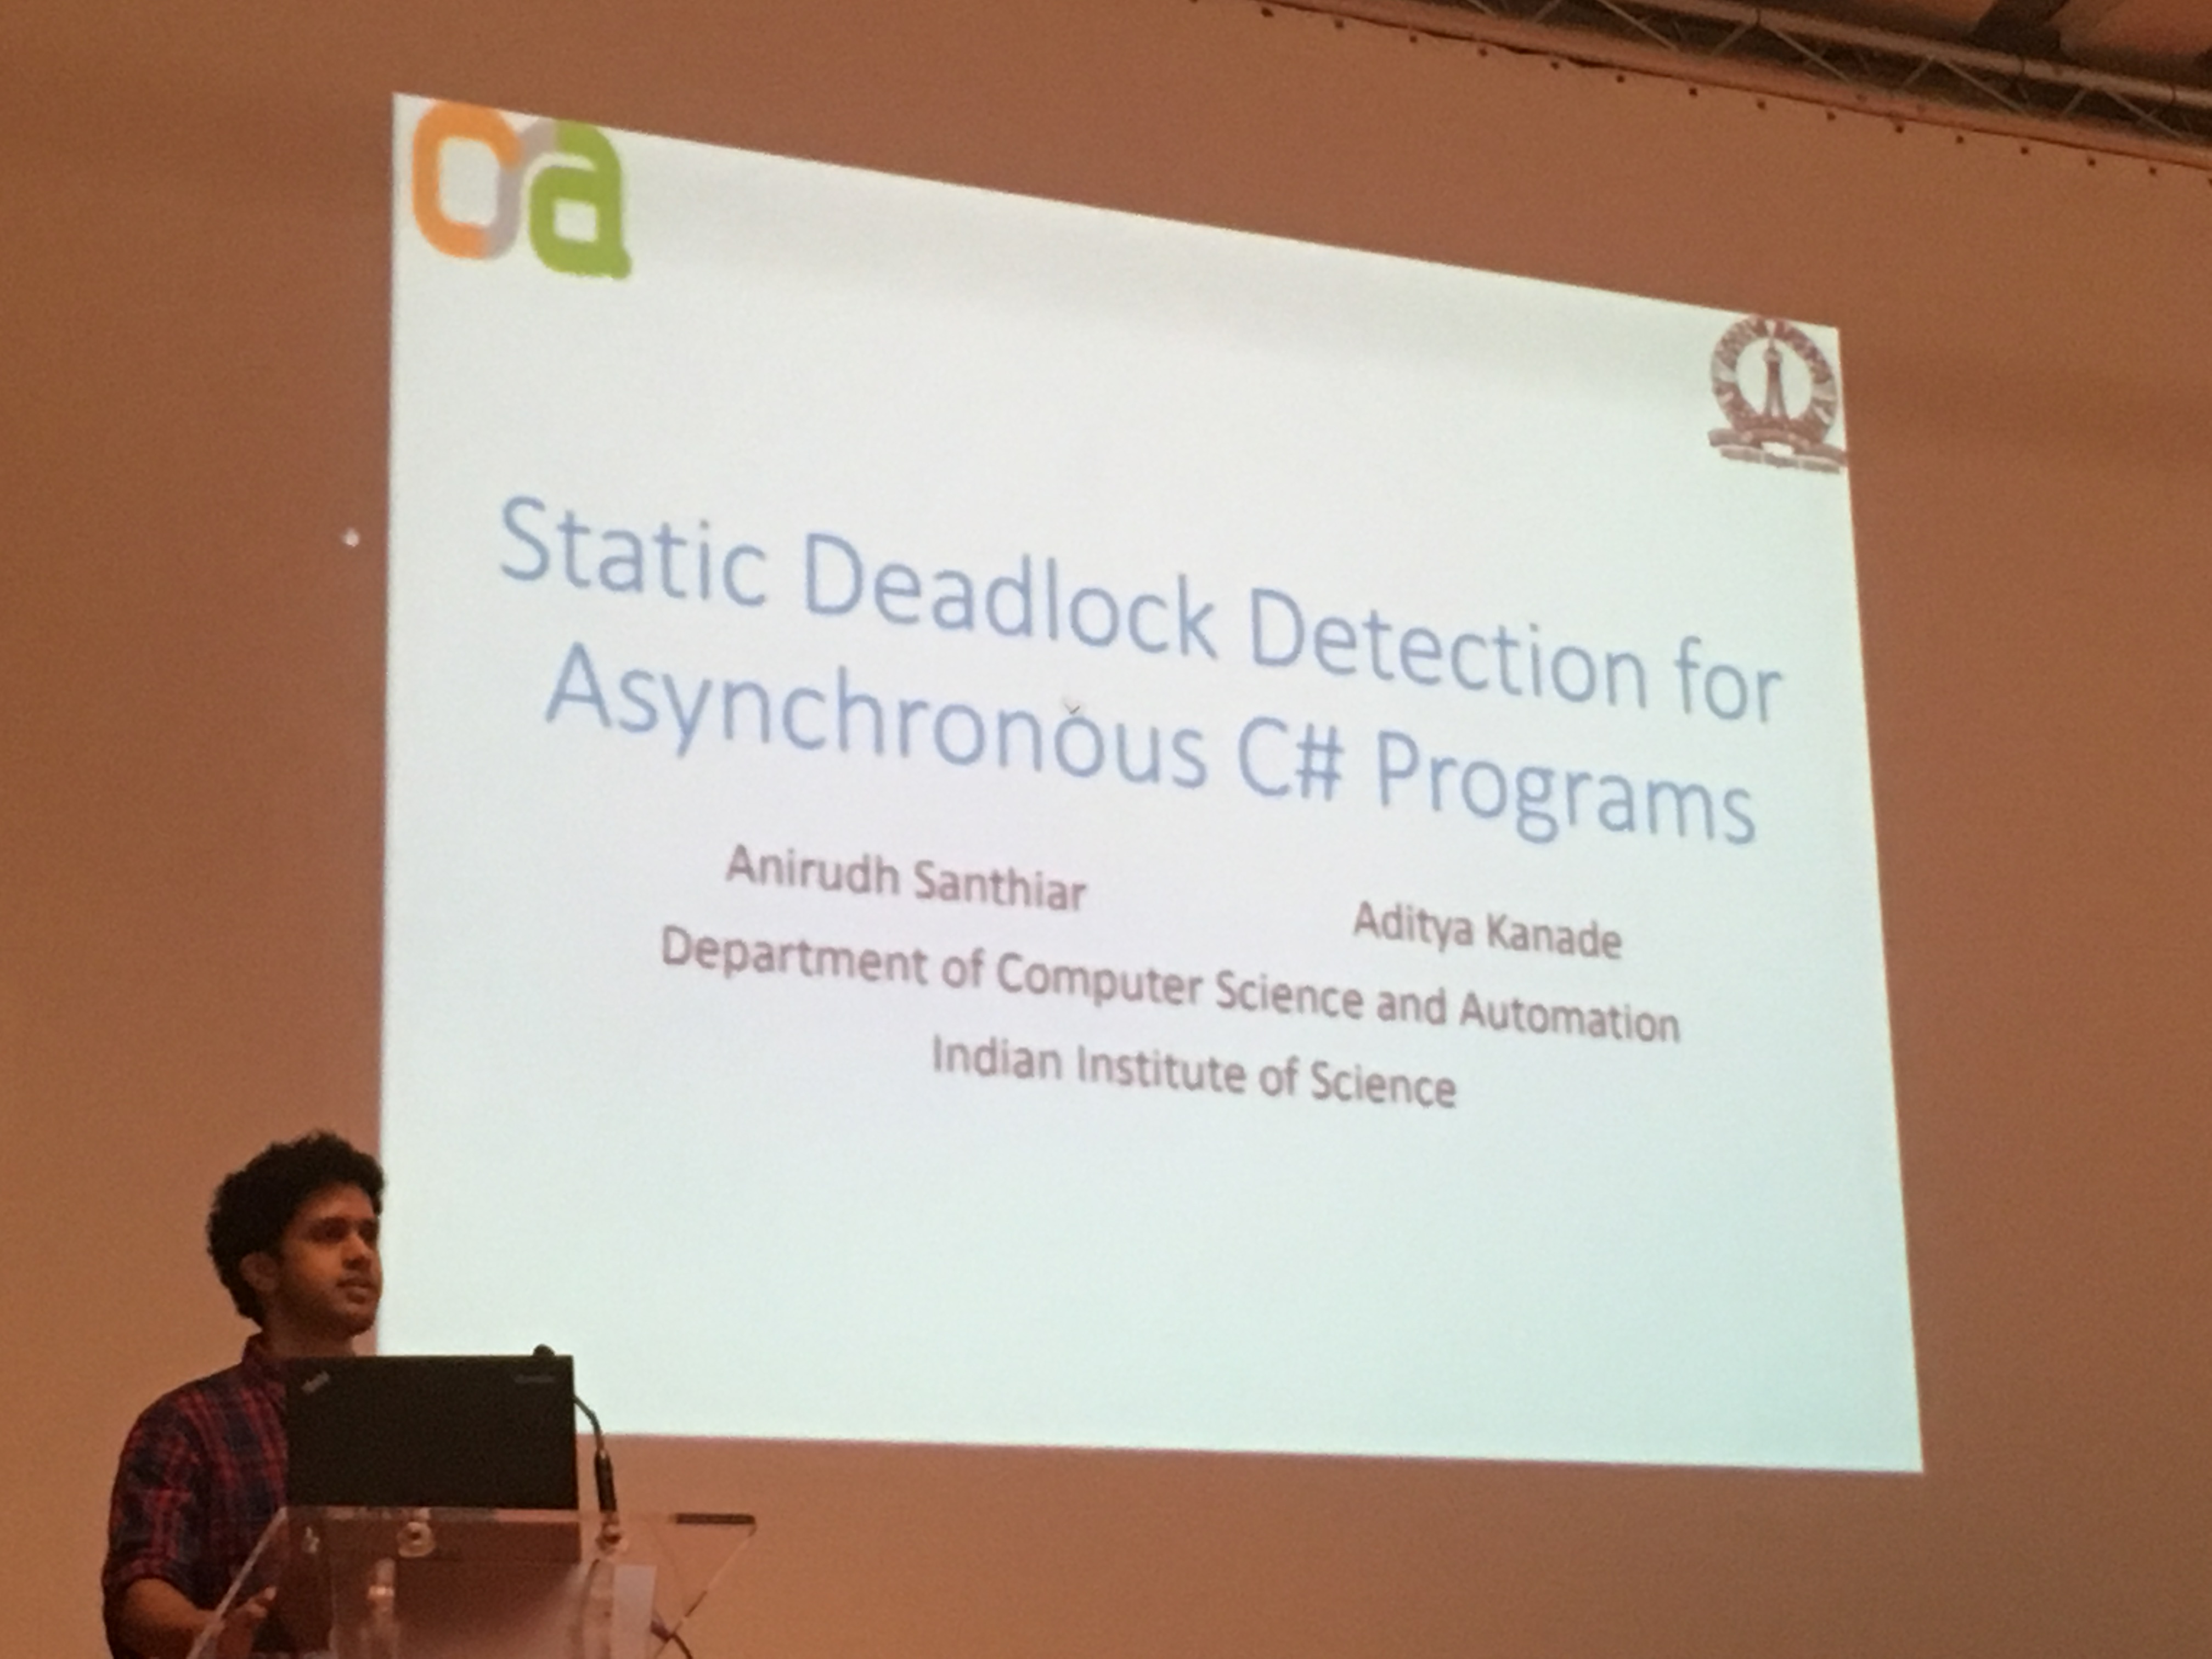 Static Deadlock Detection for
Asynchronous C# Programs
Anirudh Santhiar
Aditya Kanade
Department of Computer Science and Automation
Indian Institute of Science